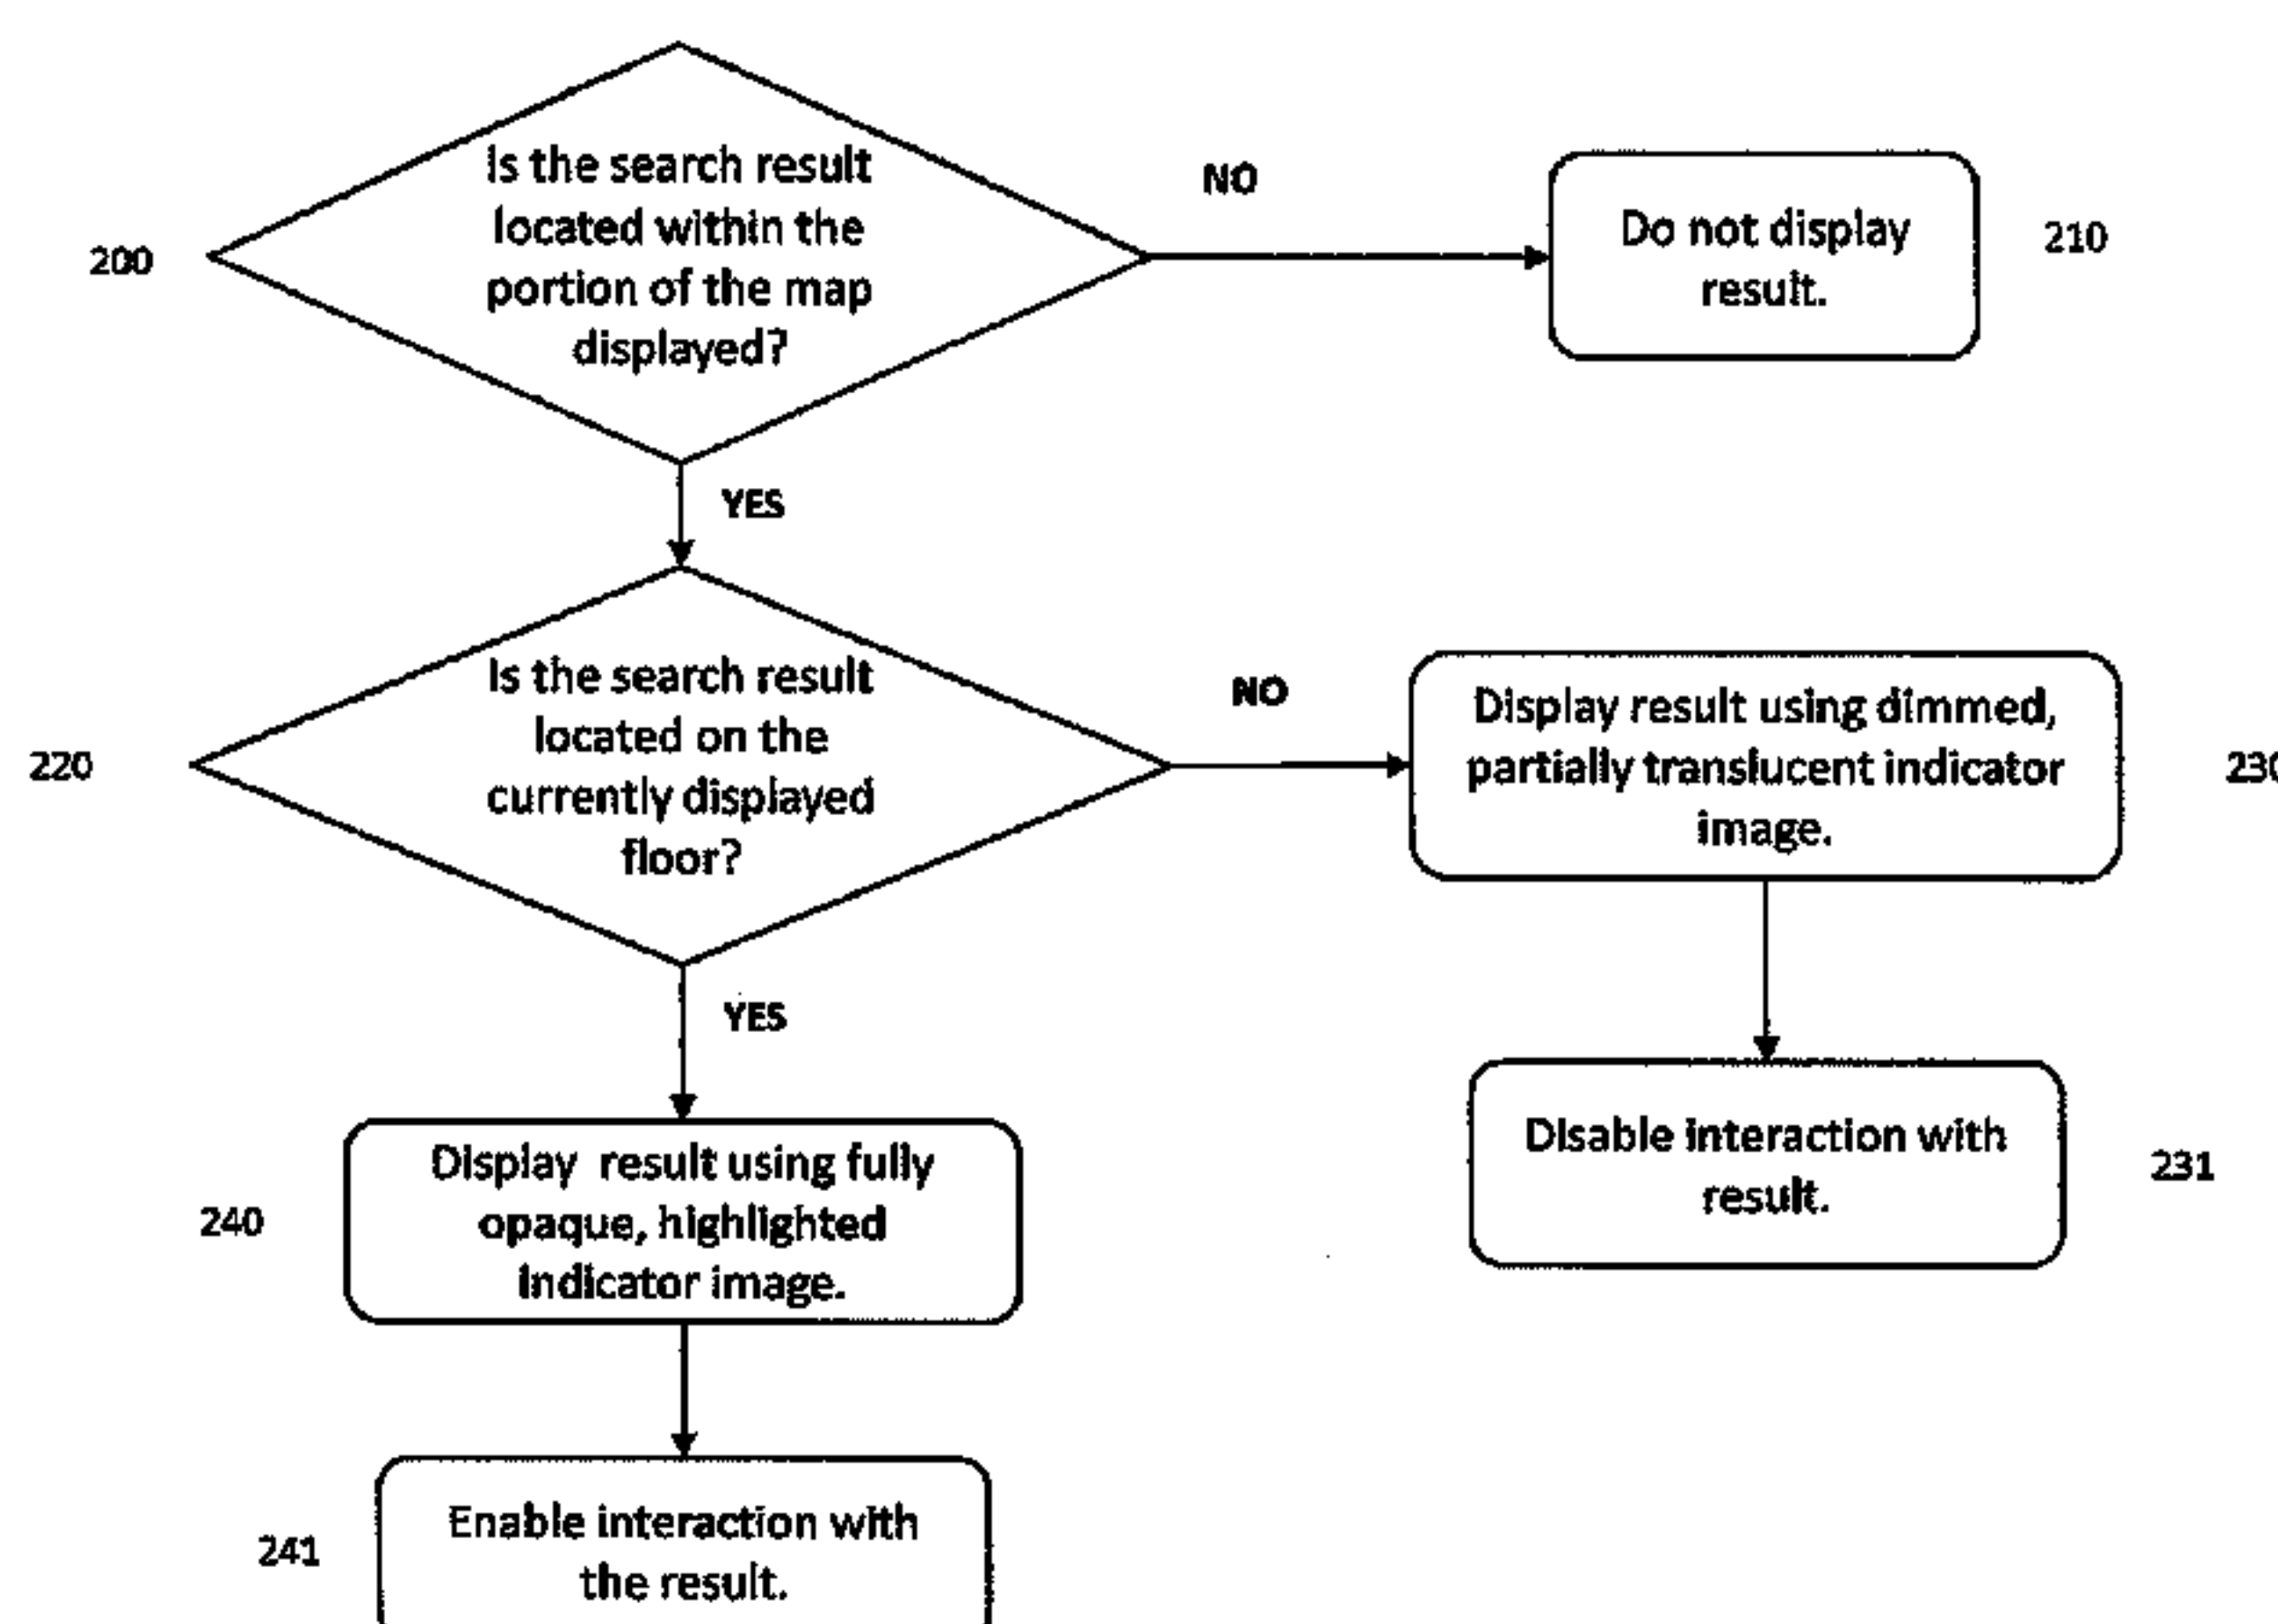 Is the search result
located within the
portion of the map
displayed?
200
NO
Do not display
result.
210
YES
Is the search result
located on the
currently displayed
floor?
220
NO
Display result using dimmed,
partially translucent indicator
image.
230
YES
Display result using fully
opaque, highlighted
indicator image.
240
Disable interaction with
result.
231
Enable interaction with
the result.
241